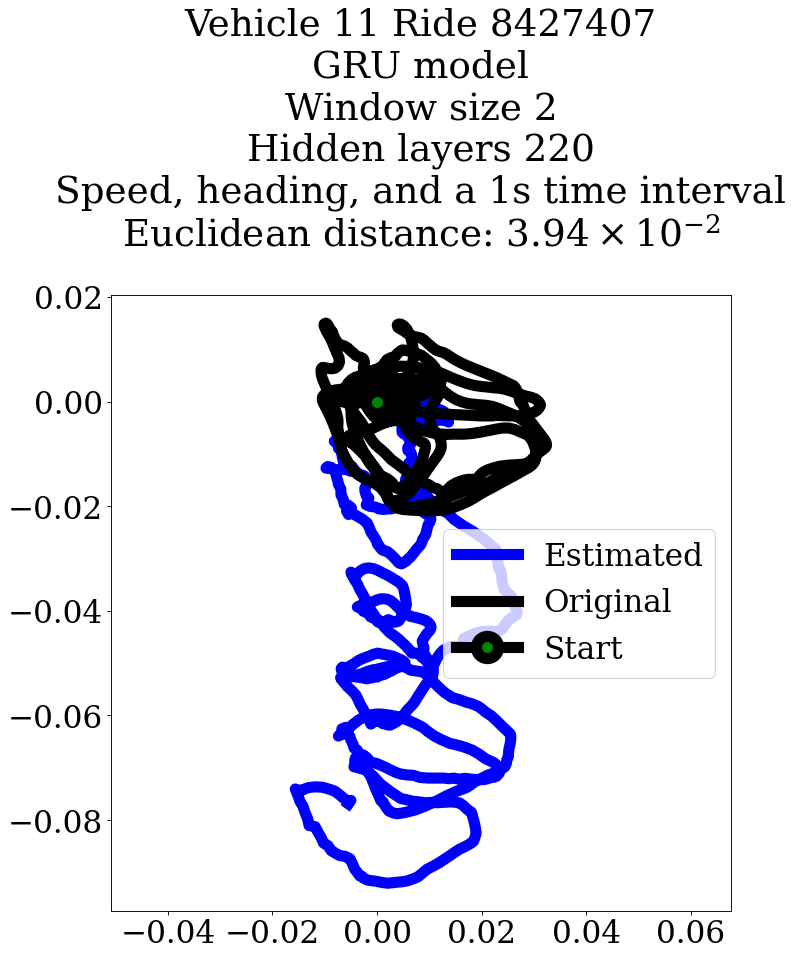 Vehicle 11 Ride 8427407
GRU model
Window size 2
Hidden layers 220
Speed, heading, and a 1s time interval
Euclidean distance: 3.94 × 10⁻²
0.02
0.00
−0.02
−0.04
−0.06
−0.08
Estimated
Original
Start
−0.04 −0.02 0.00 0.02 0.04 0.06